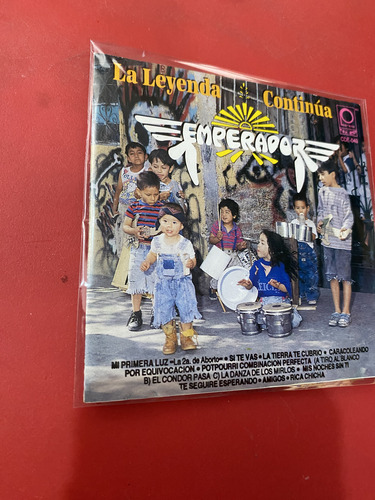 La Leyenda Continúa
EMPERADOR
MI PRIMERA LUZ -La 2a. de Aborto- • SI TE VAS • LA TIERRA TE CUBRIO • CARACOLEANDO
POR EQUIVOCACION • POTPOURRI COMBINACION PERFECTA (A TIRO AL BLANCO
B) EL CONDOR PASA C) LA DANZA DE LOS MIRLOS • MIS NOCHES SIN TI
TE SEGUIRE ESPERANDO • AMIGOS • RICA CHICHA